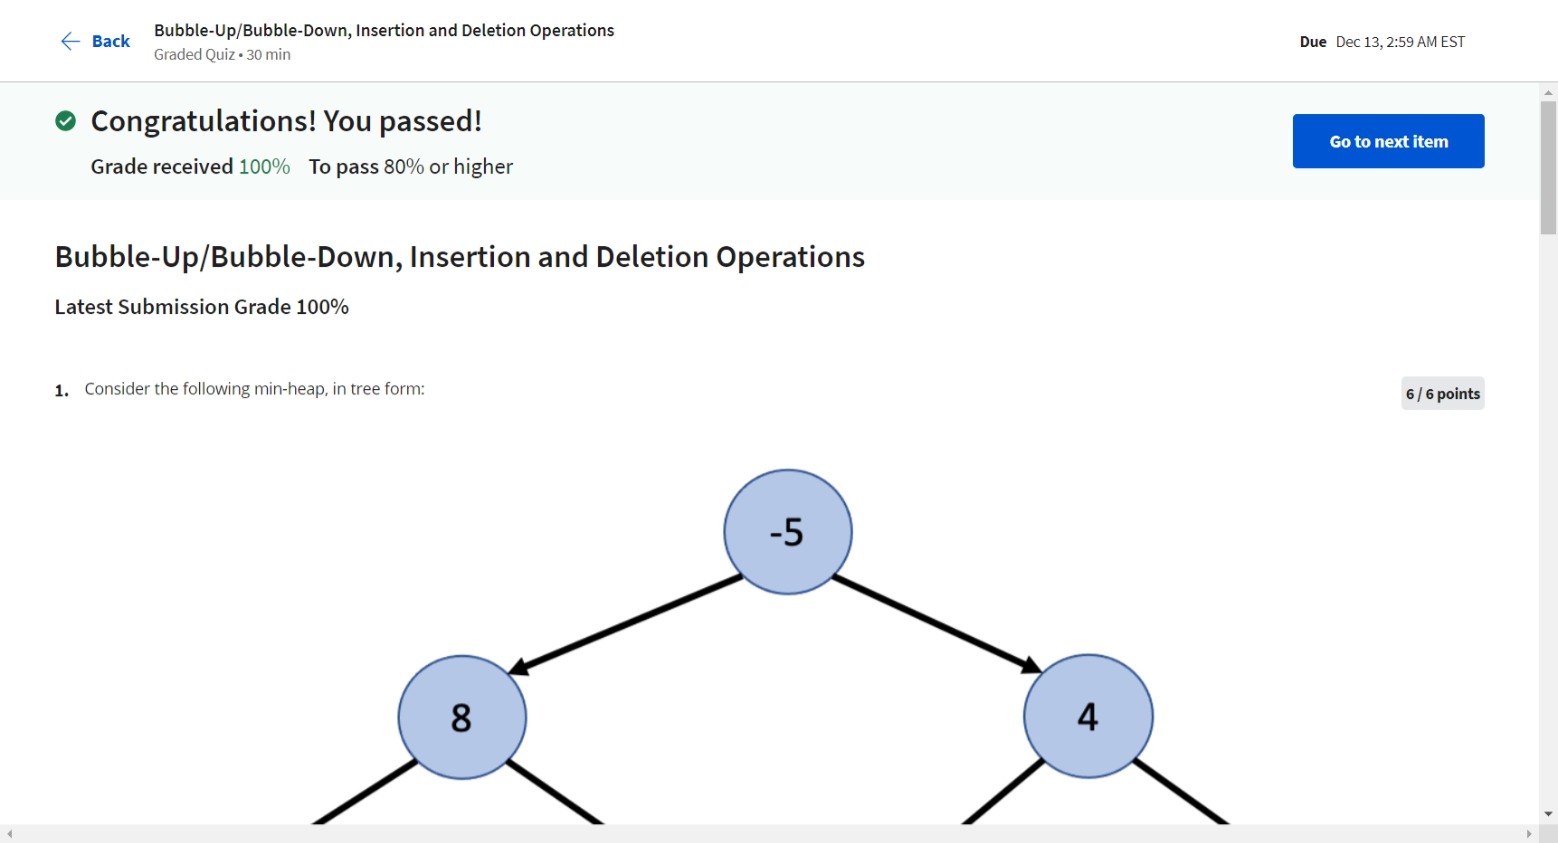 Back
Bubble-Up/Bubble-Down, Insertion and Deletion Operations
Graded Quiz • 30 min
Due Dec 13, 2:59 AM EST
Congratulations! You passed!
Grade received 100% To pass 80% or higher
Go to next item
Bubble-Up/Bubble-Down, Insertion and Deletion Operations
Latest Submission Grade 100%
1. Consider the following min-heap, in tree form:
6 / 6 points
-5
8
4